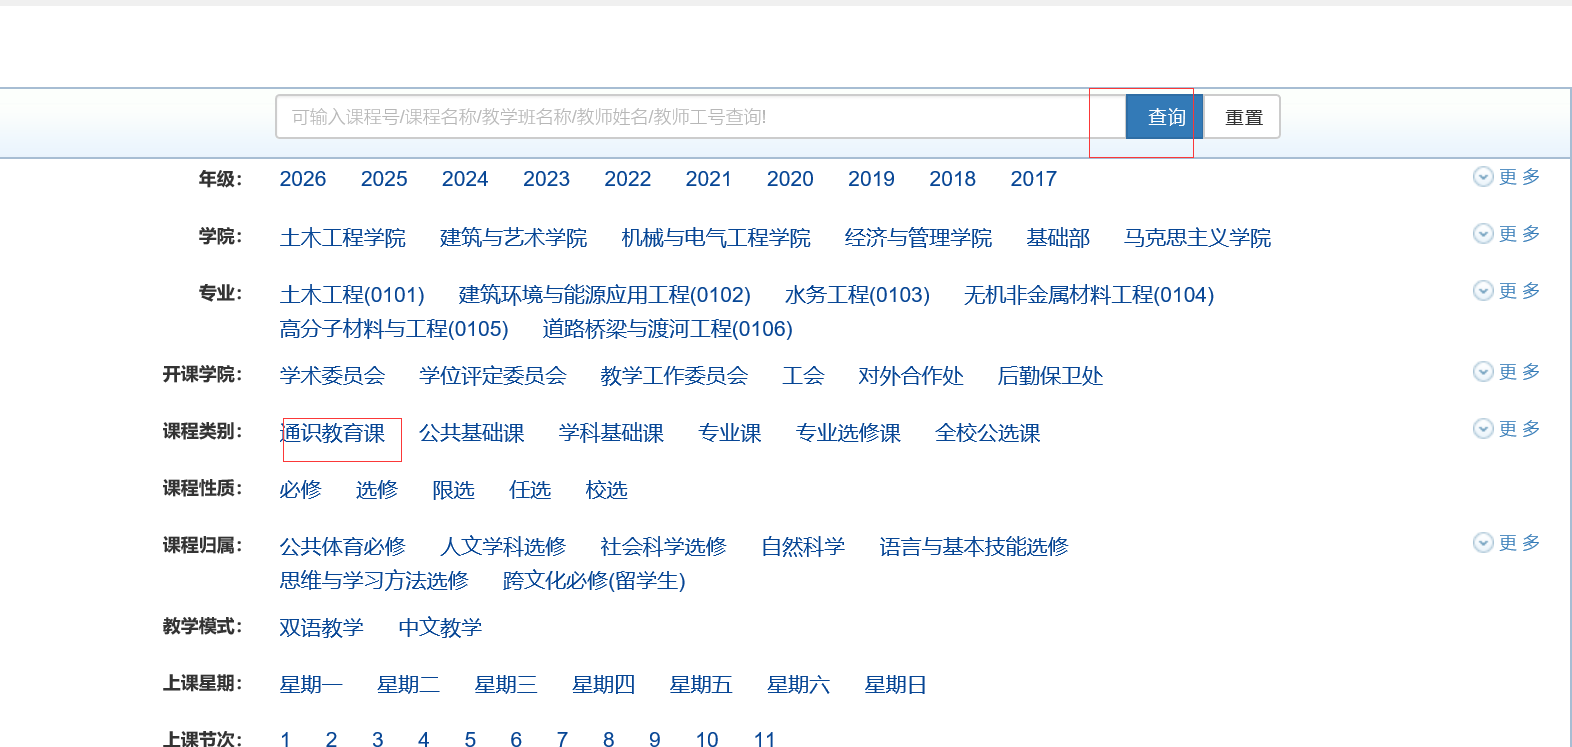 可输入课程号/课程名称/教学班名称/教师姓名/教师工号查询! 查询 重置
年级： 2026 2025 2024 2023 2022 2021 2020 2019 2018 2017 更 多
学院： 土木工程学院 建筑与艺术学院 机械与电气工程学院 经济与管理学院 基础部 马克思主义学院 更 多
专业： 土木工程(0101) 建筑环境与能源应用工程(0102) 水务工程(0103) 无机非金属材料工程(0104) 更 多
高分子材料与工程(0105) 道路桥梁与渡河工程(0106)
开课学院： 学术委员会 学位评定委员会 教学工作委员会 工会 对外合作处 后勤保卫处 更 多
课程类别： 通识教育课 公共基础课 学科基础课 专业课 专业选修课 全校公选课 更 多
课程性质： 必修 选修 限选 任选 校选
课程归属： 公共体育必修 人文学科选修 社会科学选修 自然科学 语言与基本技能选修 更 多
思维与学习方法选修 跨文化必修(留学生)
教学模式： 双语教学 中文教学
上课星期： 星期一 星期二 星期三 星期四 星期五 星期六 星期日
上课节次： 1 2 3 4 5 6 7 8 9 10 11